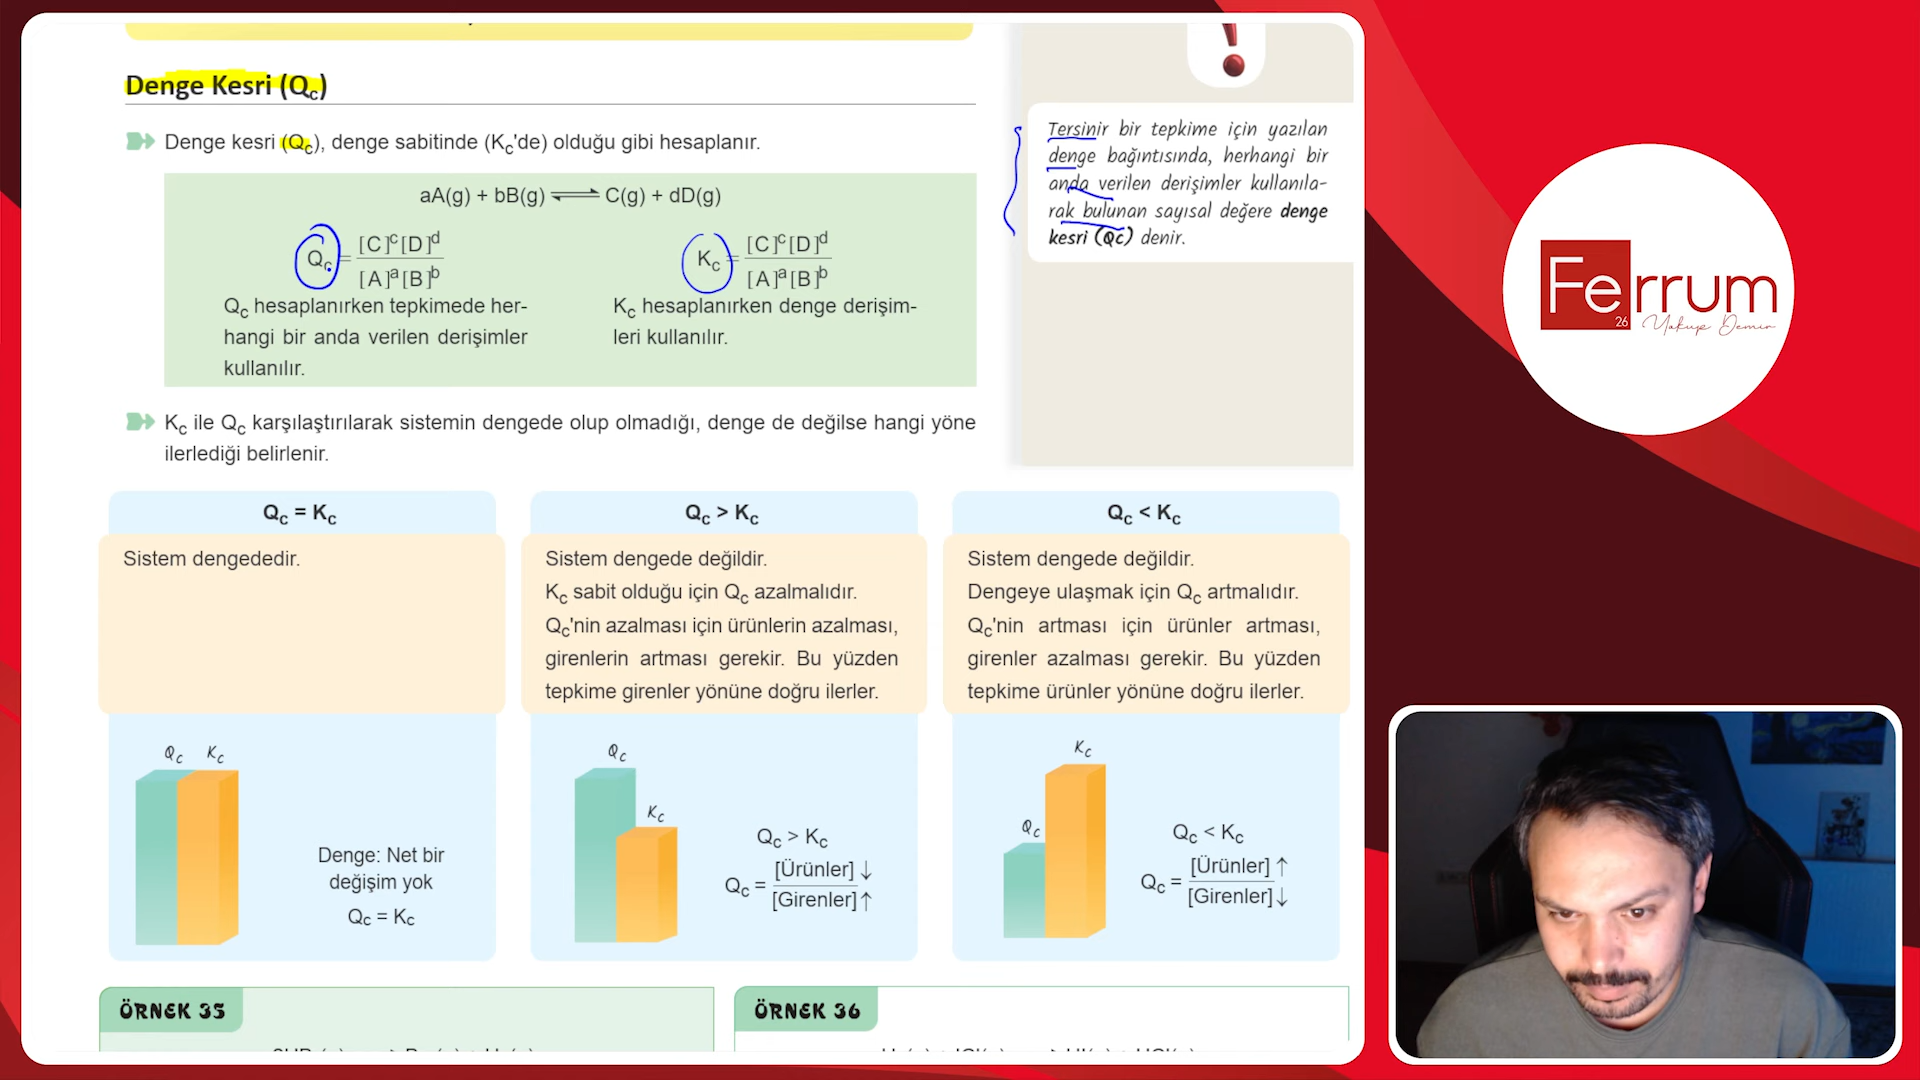 Denge Kesri (Qc)
Denge kesri (Qc), denge sabitinde (Kc'de) olduğu gibi hesaplanır.
aA(g) + bB(g) ⇌ C(g) + dD(g)
Qc = [C]c[D]d / [A]a[B]b
Qc hesaplanırken tepkimede her-
hangi bir anda verilen derişimler
kullanılır.
Kc = [C]c[D]d / [A]a[B]b
Kc hesaplanırken denge derişim-
leri kullanılır.
Kc ile Qc karşılaştırılarak sistemin dengede olup olmadığı, denge de değilse hangi yöne
ilerlediği belirlenir.
Tersinir bir tepkime için yazılan
denge bağıntısında, herhangi bir
anda verilen derişimler kullanıla-
rak bulunan sayısal değere denge
kesri (Qc) denir.
Qc = Kc
Sistem dengededir.
Qc Kc
Denge: Net bir
değişim yok
Qc = Kc
Qc > Kc
Sistem dengede değildir.
Kc sabit olduğu için Qc azalmalıdır.
Qc'nin azalması için ürünlerin azalması,
girenlerin artması gerekir. Bu yüzden
tepkime girenler yönüne doğru ilerler.
Qc
Kc
Qc > Kc
Qc = [Ürünler]↓ / [Girenler]↑
Qc < Kc
Sistem dengede değildir.
Dengeye ulaşmak için Qc artmalıdır.
Qc'nin artması için ürünler artması,
girenler azalması gerekir. Bu yüzden
tepkime ürünler yönüne doğru ilerler.
Kc
Qc
Qc < Kc
Qc = [Ürünler]↑ / [Girenler]↓
ÖRNEK 35
ÖRNEK 36
Ferrum
26
Yakup Demir